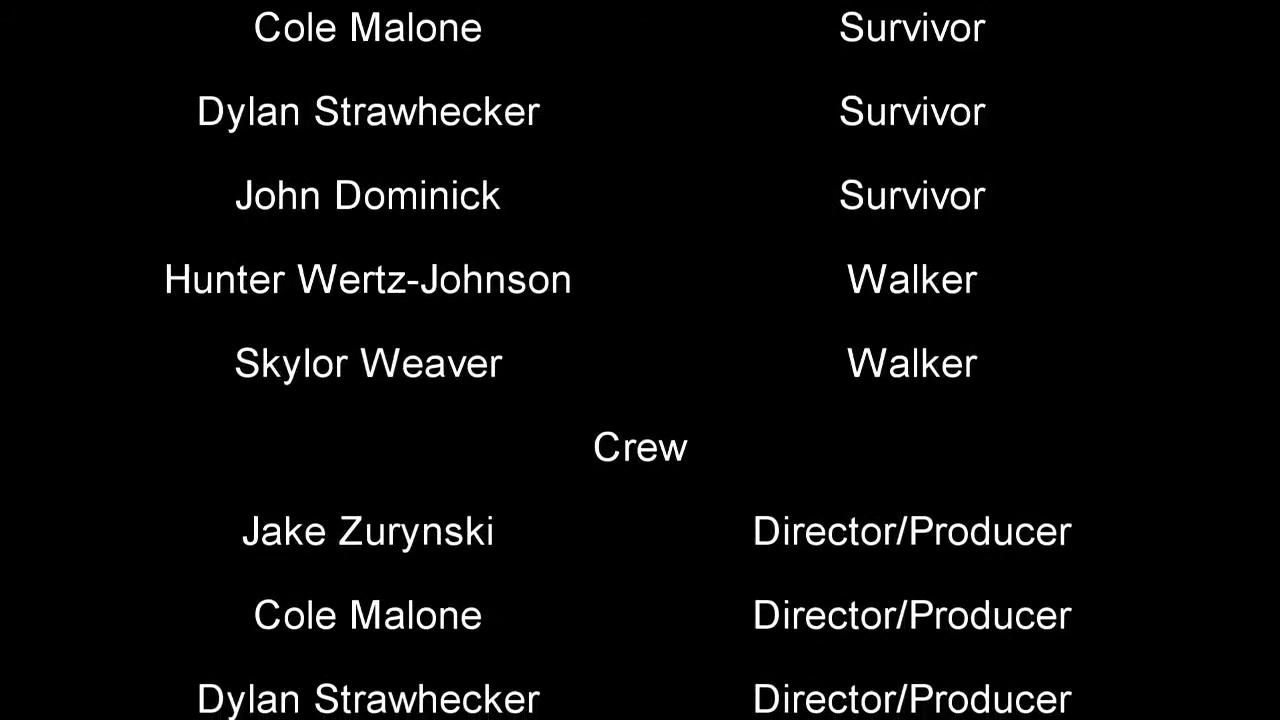 Cole Malone Survivor
Dylan Strawhecker Survivor
John Dominick Survivor
Hunter Wertz-Johnson Walker
Skylor Weaver Walker
Crew
Jake Zurynski Director/Producer
Cole Malone Director/Producer
Dylan Strawhecker Director/Producer